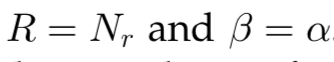 R = N_r and β = α